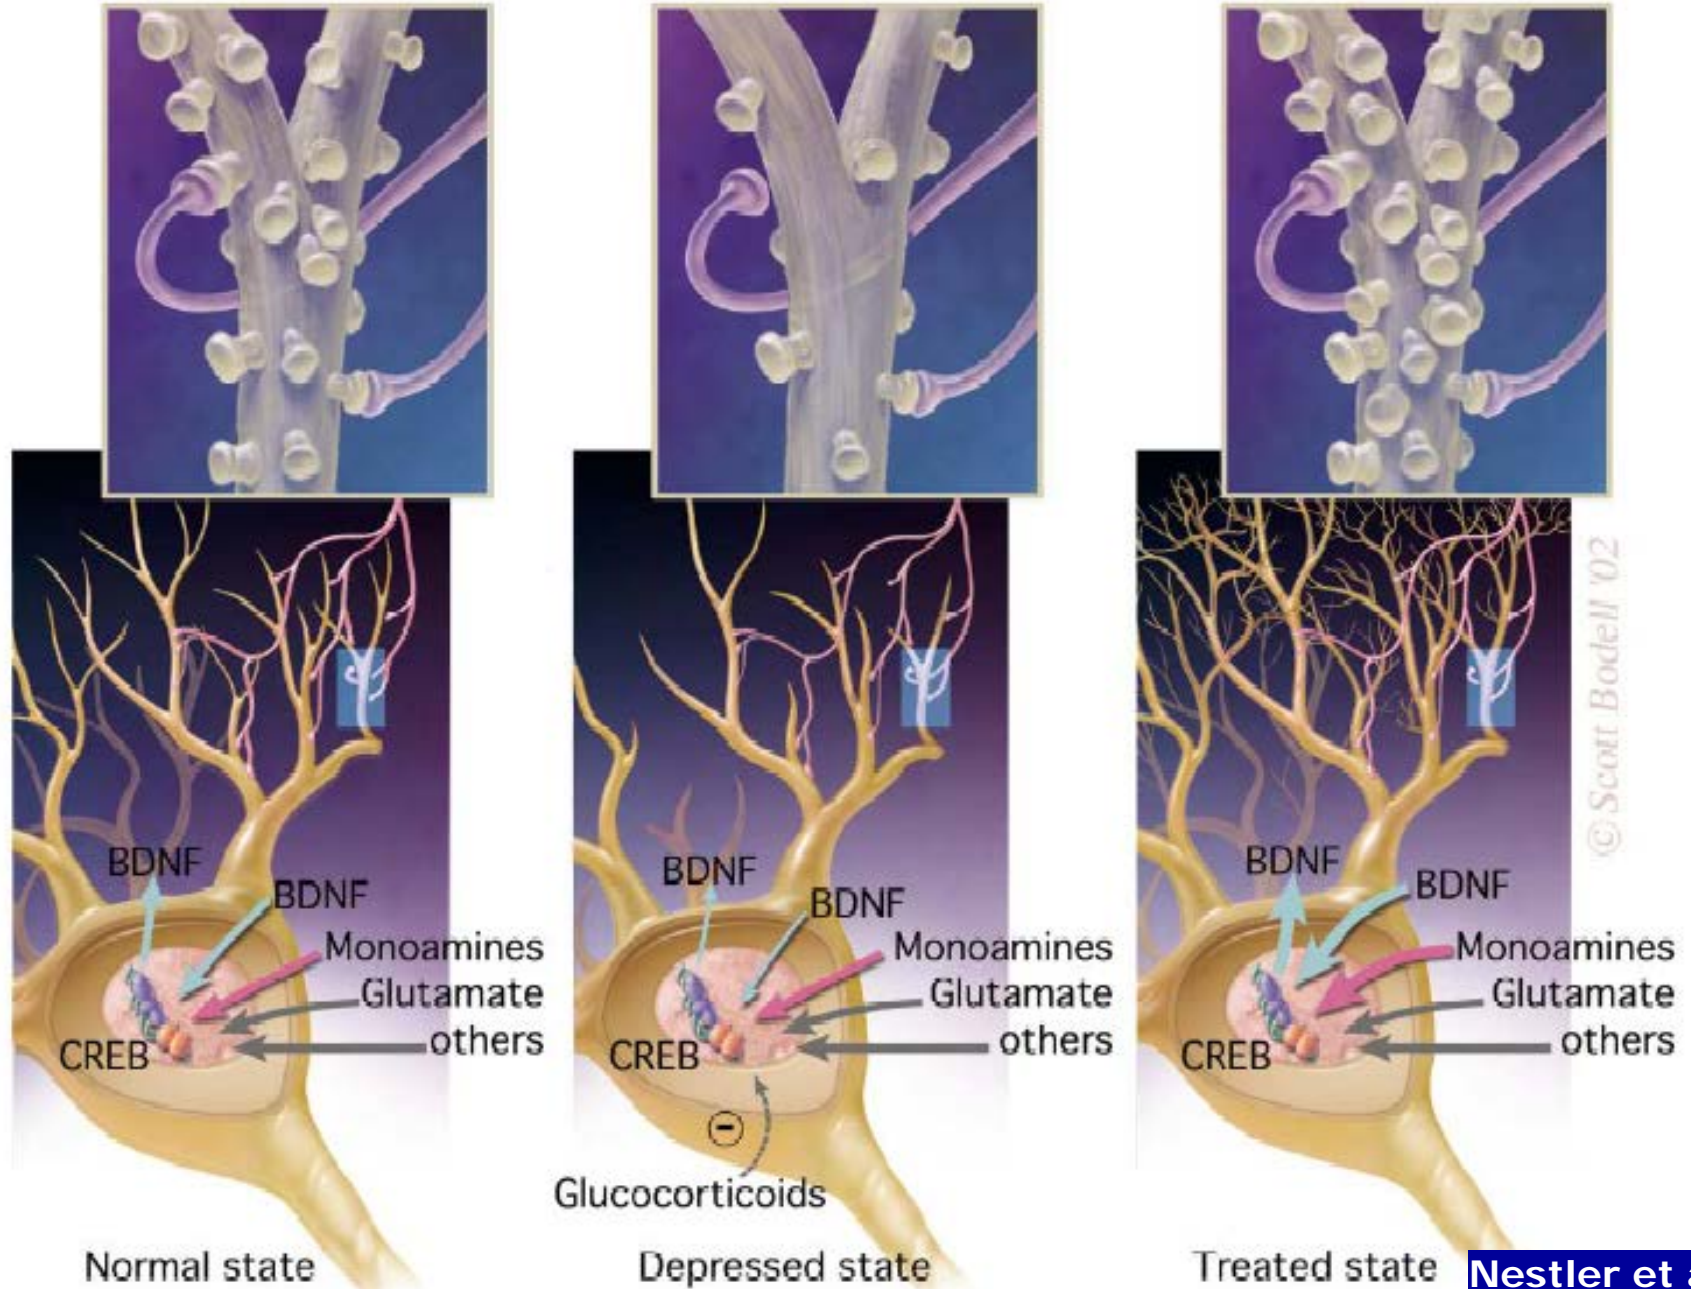 BDNF
BDNF
Monoamines
Glutamate
others
CREB
Normal state
BDNF
BDNF
Monoamines
Glutamate
others
CREB
Glucocorticoids
Depressed state
BDNF
BDNF
Monoamines
Glutamate
others
CREB
Treated state
© Scott Bodell '02
Nestler et